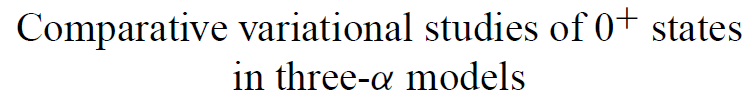 Comparative variational studies of 0⁺ states
in three-α models